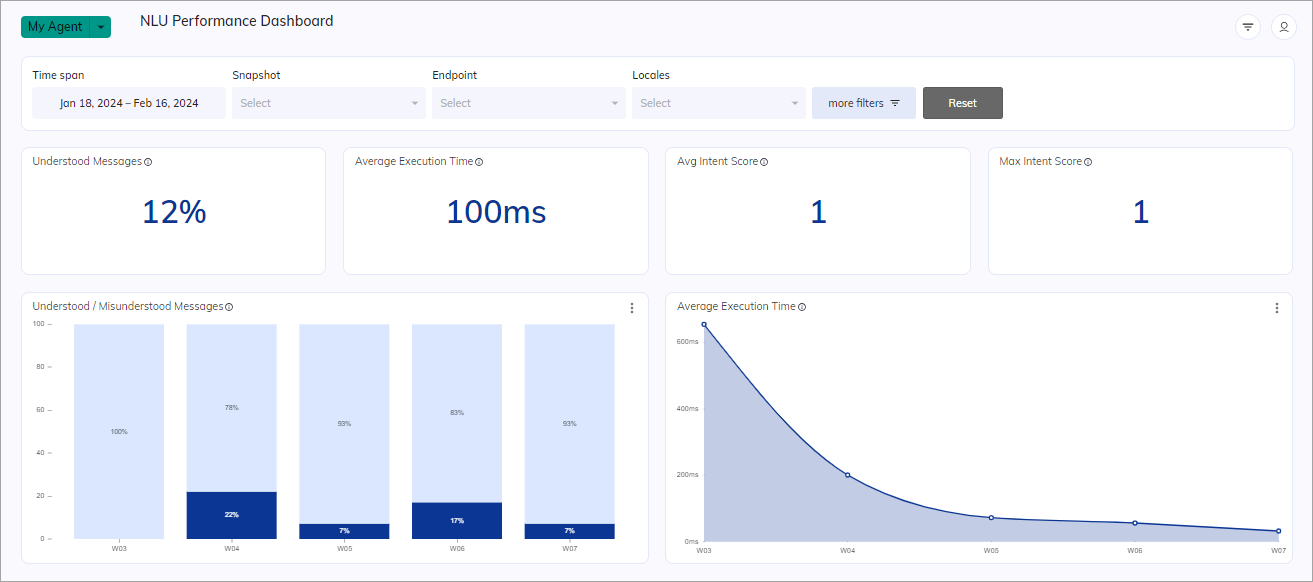 My Agent
NLU Performance Dashboard
Time span
Snapshot
Endpoint
Locales
Jan 18, 2024 – Feb 16, 2024
Select
Select
Select
more filters
Reset
Understood Messages
Average Execution Time
Avg Intent Score
Max Intent Score
12%
100ms
1
1
Understood / Misunderstood Messages
100
80
60
40
20
0
100%
78%
93%
83%
93%
22%
7%
17%
7%
W03
W04
W05
W06
W07
Average Execution Time
600ms
400ms
200ms
0ms
W03
W04
W05
W06
W07